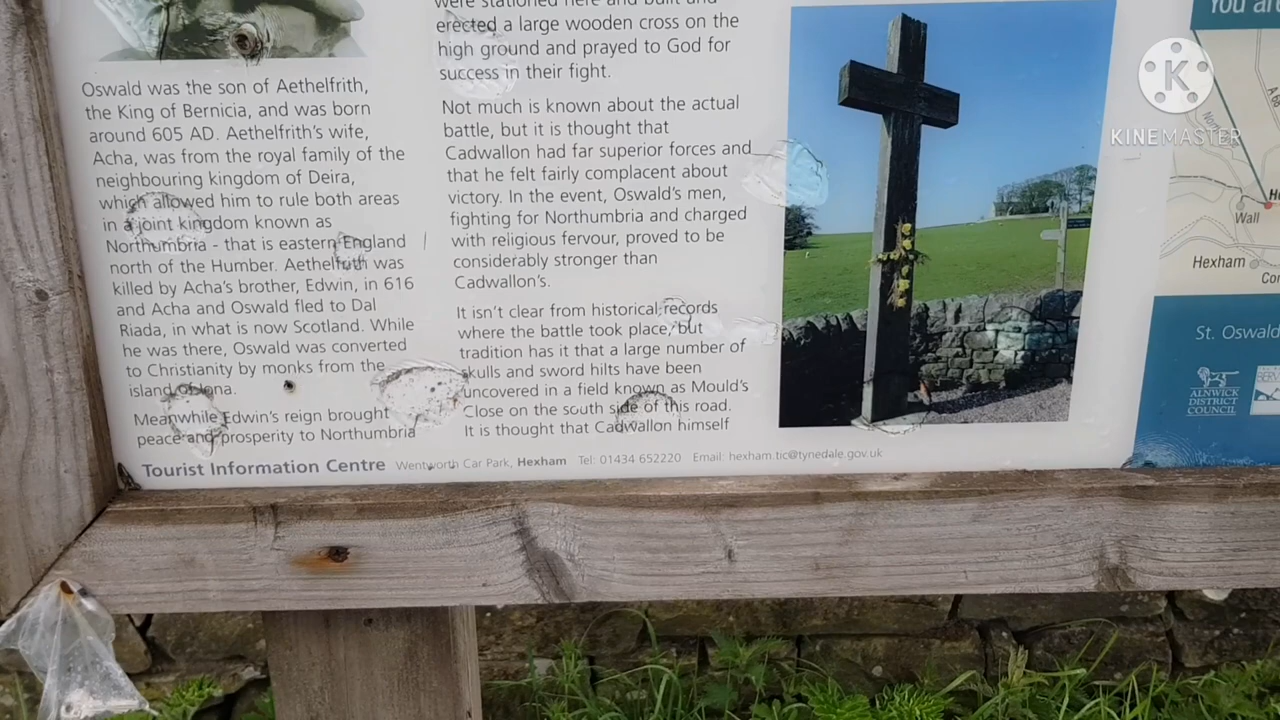 Oswald was the son of Aethelfrith,
the King of Bernicia, and was born
around 605 AD. Aethelfrith's wife,
Acha, was from the royal family of the
neighbouring kingdom of Deira,
which allowed him to rule both areas
in a joint kingdom known as
Northumbria - that is eastern England
north of the Humber. Aethelfrith was
killed by Acha's brother, Edwin, in 616
and Acha and Oswald fled to Dal
Riada, in what is now Scotland. While
he was there, Oswald was converted
to Christianity by monks from the
island of Iona.
Meanwhile Edwin's reign brought
peace and prosperity to Northumbria
were stationed here and built and
erected a large wooden cross on the
high ground and prayed to God for
success in their fight.
Not much is known about the actual
battle, but it is thought that
Cadwallon had far superior forces and
that he felt fairly complacent about
victory. In the event, Oswald's men,
fighting for Northumbria and charged
with religious fervour, proved to be
considerably stronger than
Cadwallon's.
It isn't clear from historical records
where the battle took place, but
tradition has it that a large number of
skulls and sword hilts have been
uncovered in a field known as Mould's
Close on the south side of this road.
It is thought that Cadwallon himself
Tourist Information Centre Wentworth Car Park, Hexham Tel: 01434 652220 Email: hexham.tic@tynedale.gov.uk
You are
K
KINEMASTER
Wall
Hexham
St. Oswald
ALNWICK
DISTRICT
COUNCIL